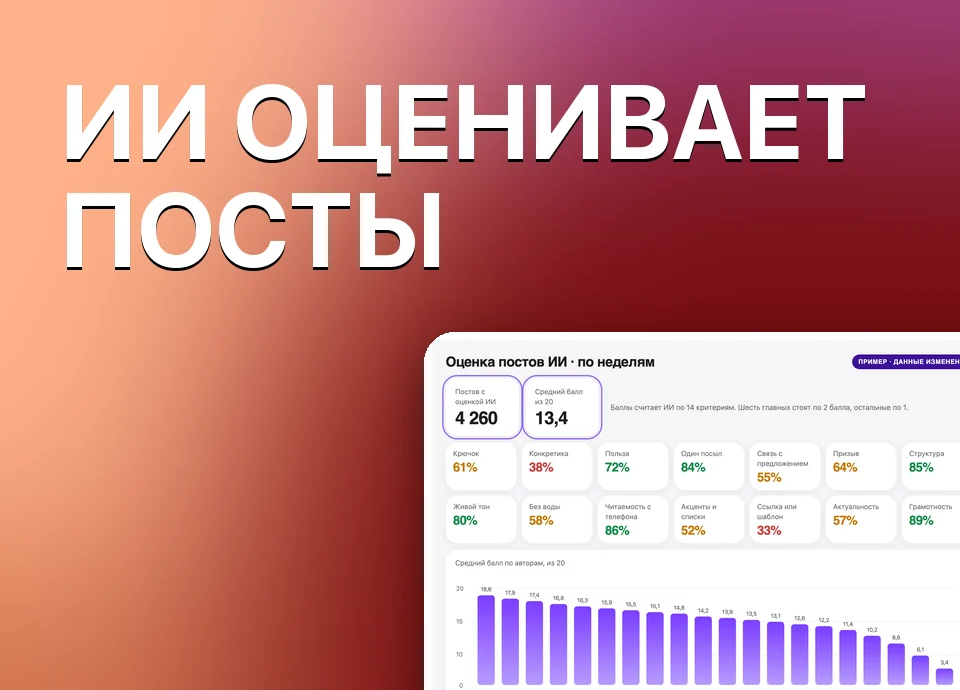 ИИ ОЦЕНИВАЕТ
ПОСТЫ
Оценка постов ИИ · по неделям
ПРИМЕР · ДАННЫЕ ИЗМЕНЕН
Постов с
оценкой ИИ
4 260
Средний балл
из 20
13,4
Баллы считает ИИ по 14 критериям. Шесть главных стоят по 2 балла, остальные по 1.
Крючок
61%
Конкретика
38%
Польза
72%
Один посыл
84%
Связь с
предложением
55%
Призыв
64%
Структура
85%
Живой тон
80%
Без воды
58%
Читаемость с
телефона
86%
Акценты и
списки
52%
Ссылка или
шаблон
33%
Актуальность
57%
Грамотность
89%
Средний балл по авторам, из 20
20
15
10
0
18,6 17,9 17,4 16,8 16,3 15,9 15,5 15,1 14,8 14,2 13,9 13,5 13,1 12,6 12,2 11,4 10,2 8,6 6,1 3,4